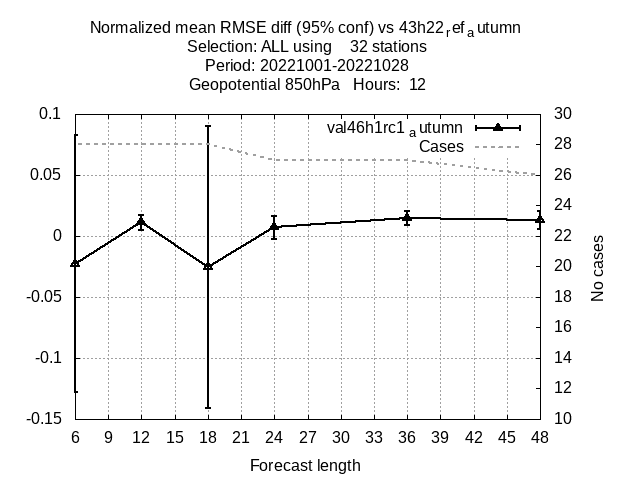 Normalized mean RMSE diff (95% conf) vs 43h22refautumn
Selection: ALL using 32 stations
Period: 20221001-20221028
Geopotential 850hPa Hours: 12
val46h1rc1autumn
Cases
0.1
0.05
0
-0.05
-0.1
-0.15
30
28
26
24
22
20
18
16
14
12
10
No cases
6 9 12 15 18 21 24 27 30 33 36 39 42 45 48
Forecast length